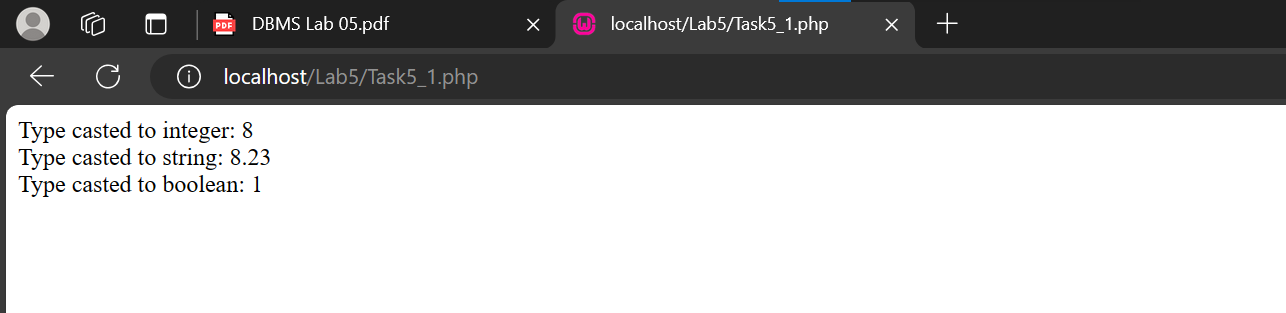 PDF
DBMS Lab 05.pdf
localhost/Lab5/Task5_1.php
localhost/Lab5/Task5_1.php
Type casted to integer: 8
Type casted to string: 8.23
Type casted to boolean: 1